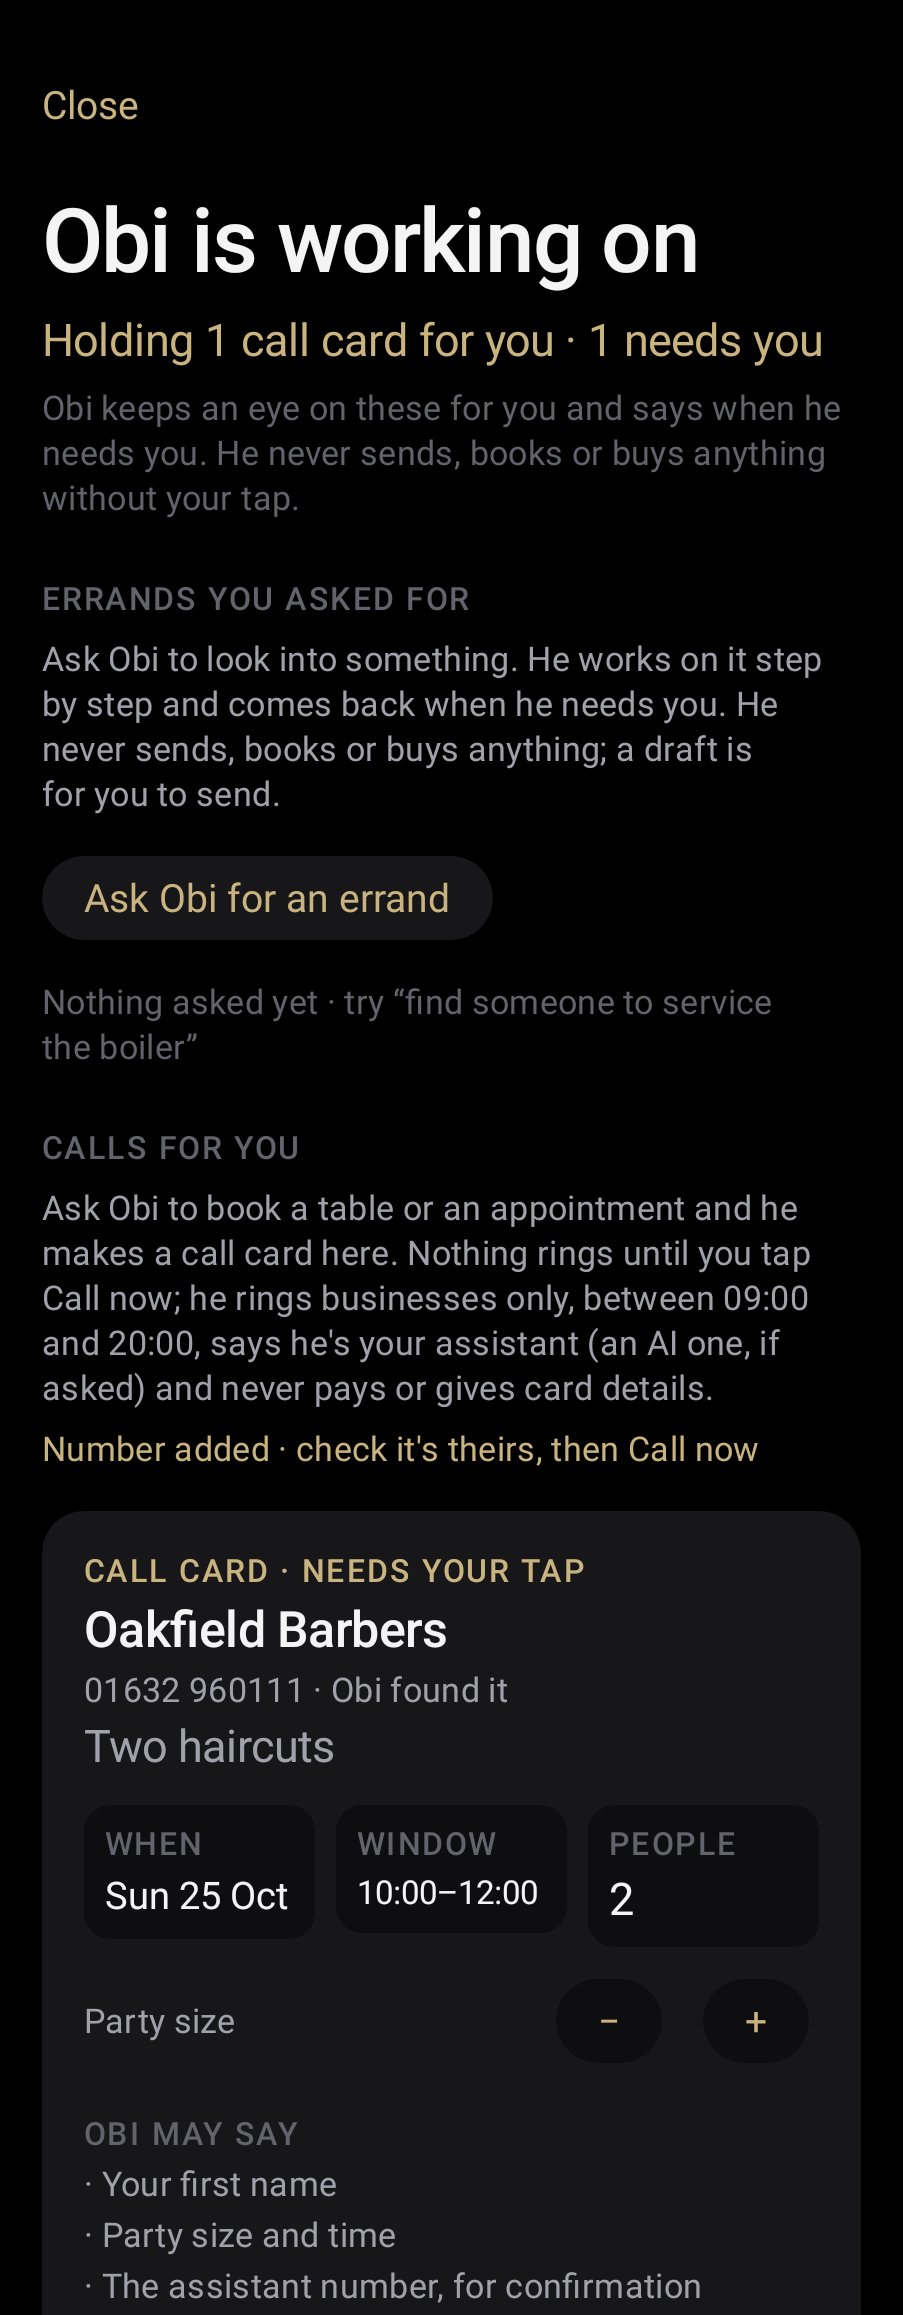 Close
Obi is working on
Holding 1 call card for you · 1 needs you
Obi keeps an eye on these for you and says when he
needs you. He never sends, books or buys anything
without your tap.
ERRANDS YOU ASKED FOR
Ask Obi to look into something. He works on it step
by step and comes back when he needs you. He
never sends, books or buys anything; a draft is
for you to send.
Ask Obi for an errand
Nothing asked yet · try “find someone to service
the boiler”
CALLS FOR YOU
Ask Obi to book a table or an appointment and he
makes a call card here. Nothing rings until you tap
Call now; he rings businesses only, between 09:00
and 20:00, says he's your assistant (an AI one, if
asked) and never pays or gives card details.
Number added · check it's theirs, then Call now
CALL CARD · NEEDS YOUR TAP
Oakfield Barbers
01632 960111 · Obi found it
Two haircuts
WHEN
Sun 25 Oct
WINDOW
10:00–12:00
PEOPLE
2
Party size
− +
OBI MAY SAY
· Your first name
· Party size and time
· The assistant number, for confirmation